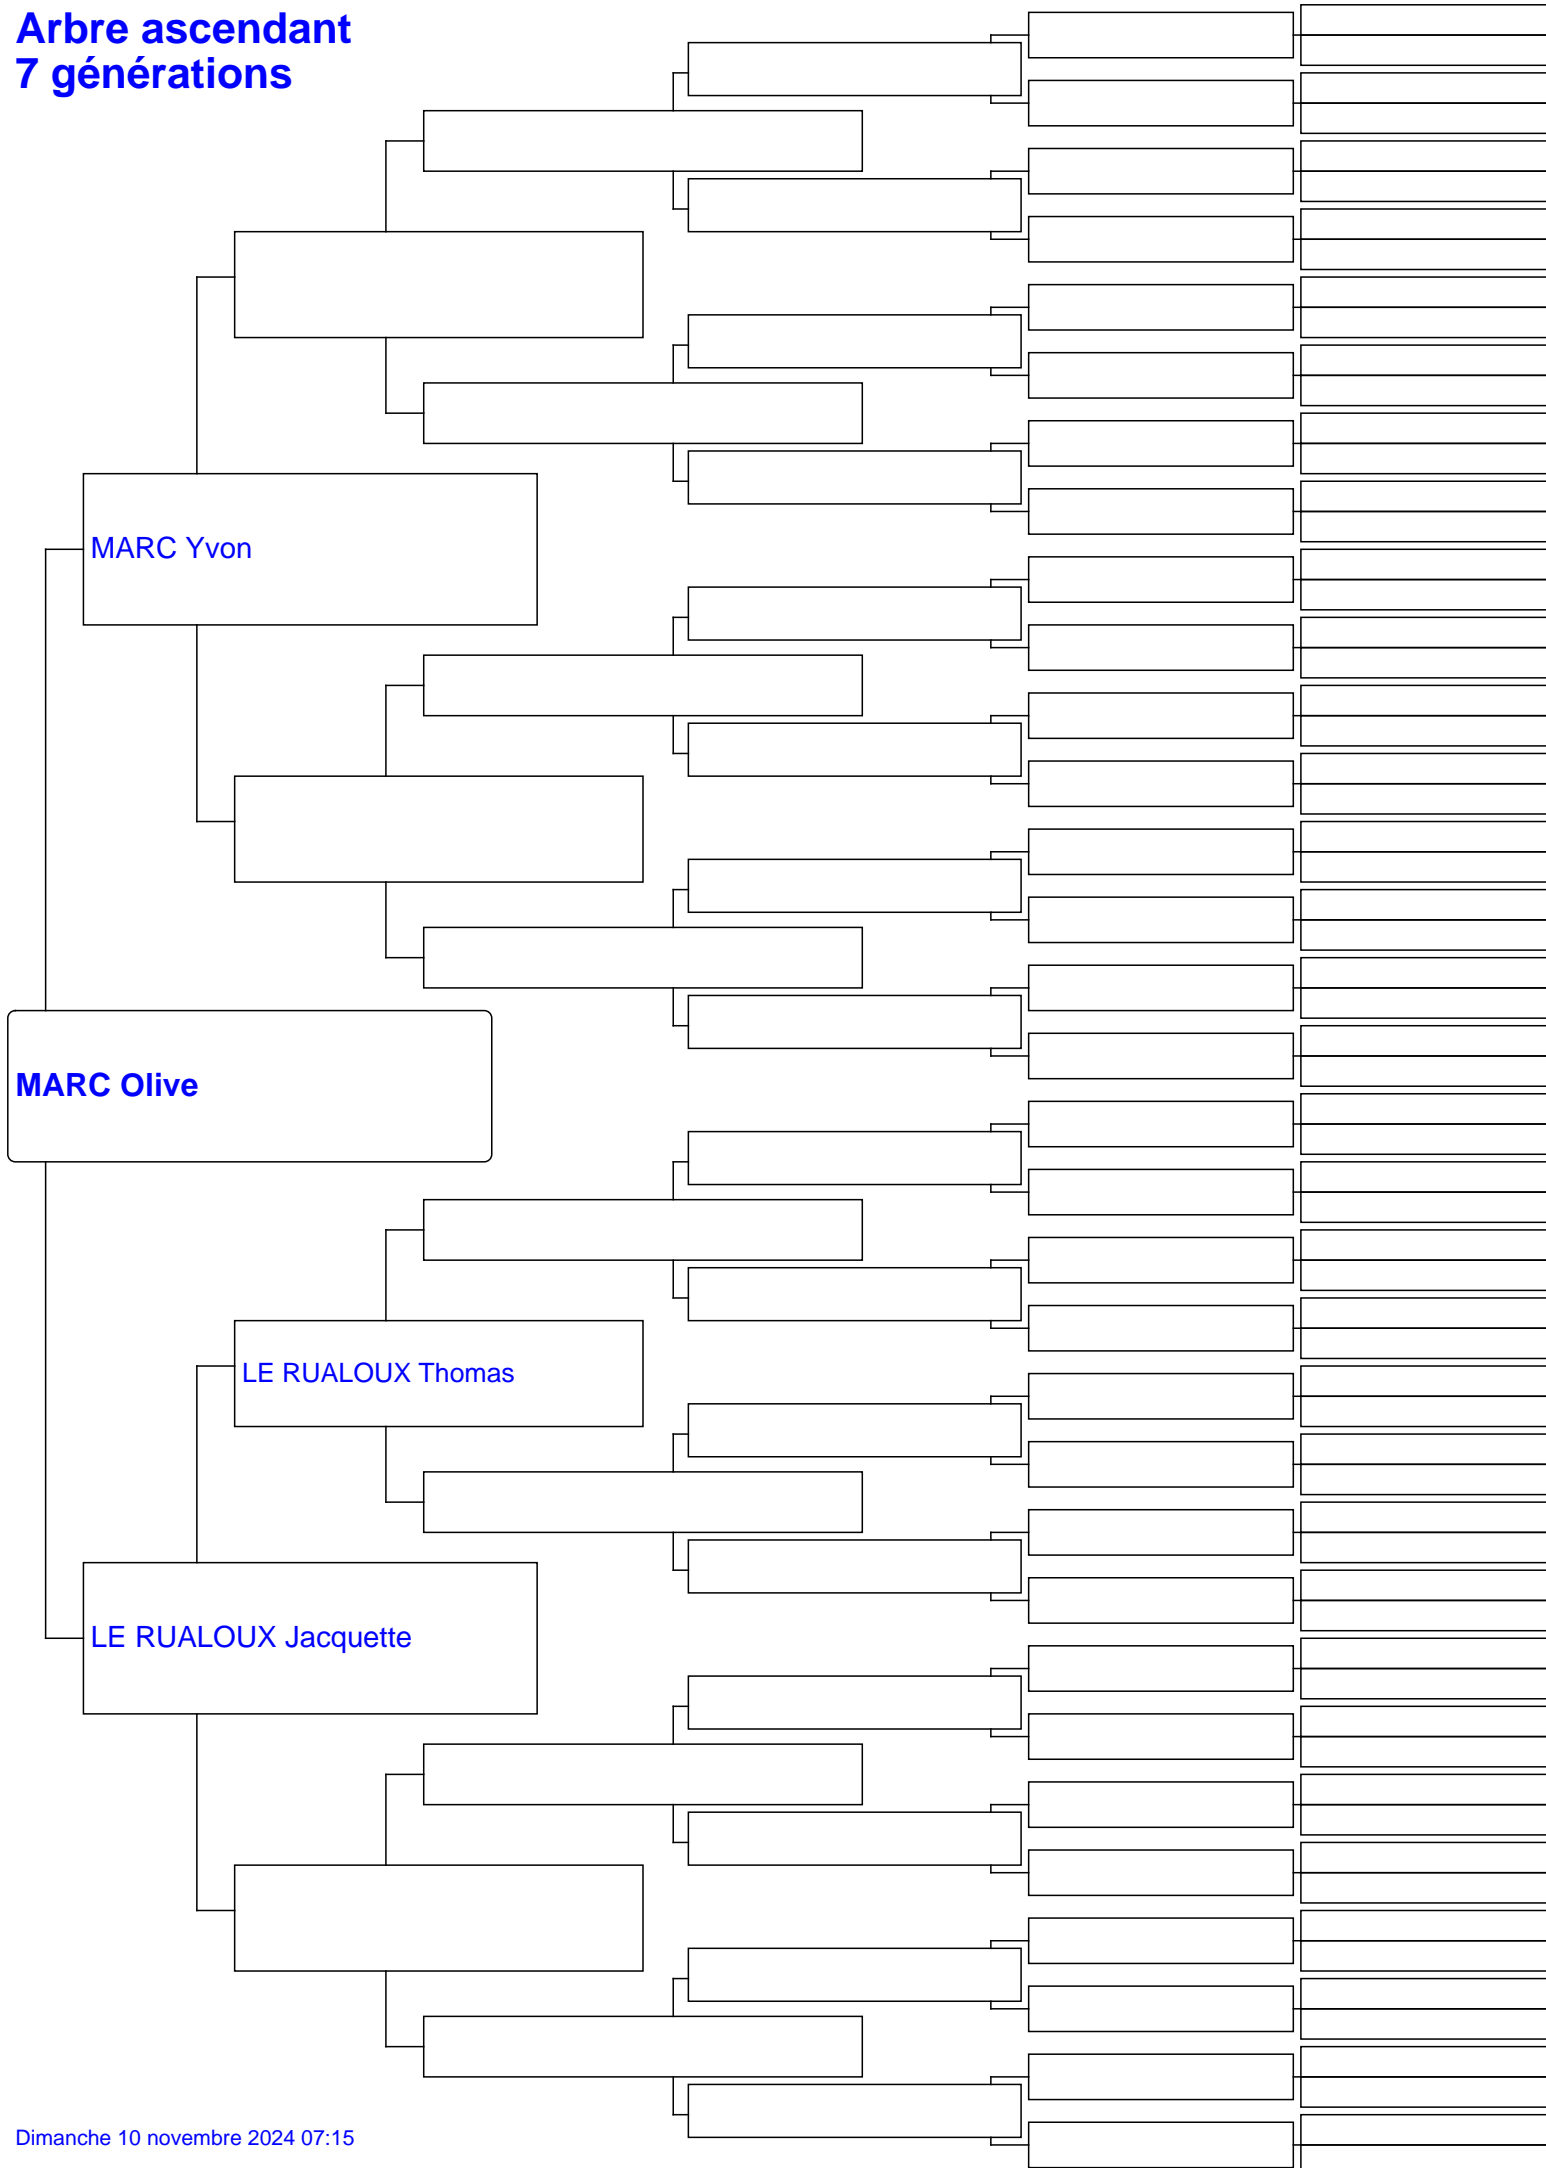 Arbre ascendant
7 générations
MARC Yvon
MARC Olive
LE RUALOUX Thomas
LE RUALOUX Jacquette
Dimanche 10 novembre 2024 07:15